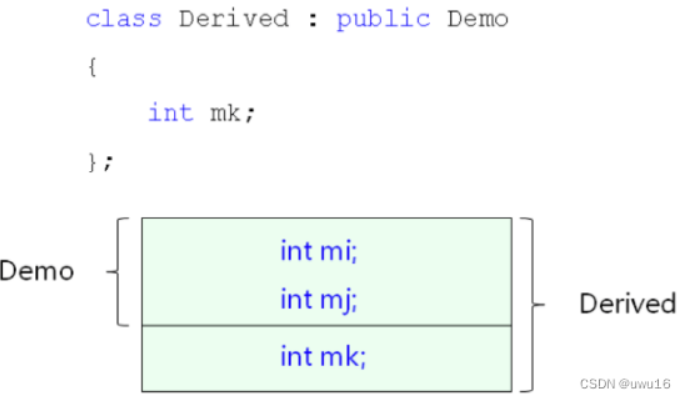 class Derived : public Demo
{
    int mk;
};
int mi;
Demo
int mj;
Derived
int mk;
CSDN @uwu16